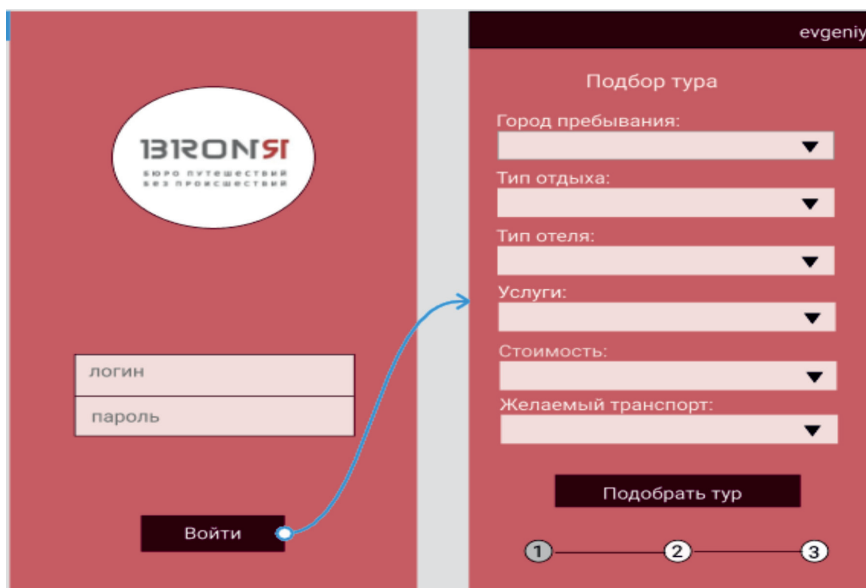 BRONЯ
БЮРО ПУТЕШЕСТВИЙ
БЕЗ ПРОИСШЕСТВИЙ
логин
пароль
Войти
evgeniy
Подбор тура
Город пребывания:
Тип отдыха:
Тип отеля:
Услуги:
Стоимость:
Желаемый транспорт:
Подобрать тур
1 2 3